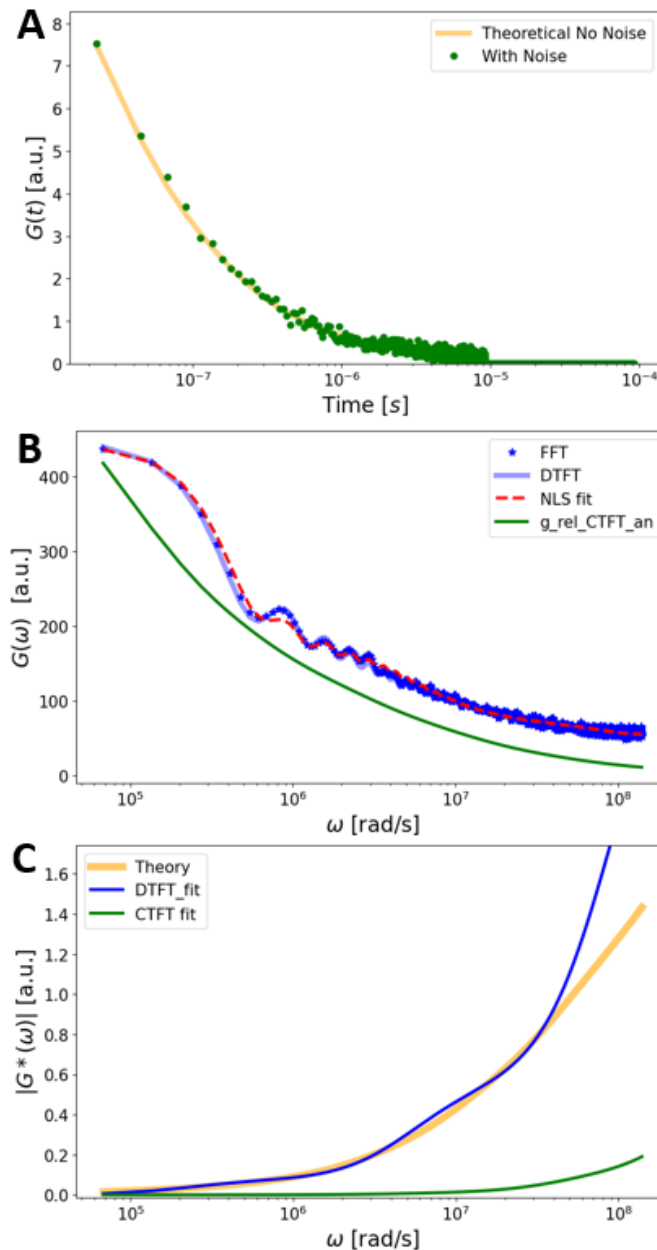 A
Theoretical No Noise
With Noise
G(t) [a.u.]
8
7
6
5
4
3
2
1
0
10⁻⁷ 10⁻⁶ 10⁻⁵ 10⁻⁴
Time [s]
B
FFT
DTFT
NLS fit
g_rel_CTFT_an
G(ω) [a.u.]
400
300
200
100
0
10⁵ 10⁶ 10⁷ 10⁸
ω [rad/s]
C
Theory
DTFT_fit
CTFT fit
|G*(ω)| [a.u.]
1.6
1.4
1.2
1.0
0.8
0.6
0.4
0.2
0.0
10⁵ 10⁶ 10⁷ 10⁸
ω [rad/s]